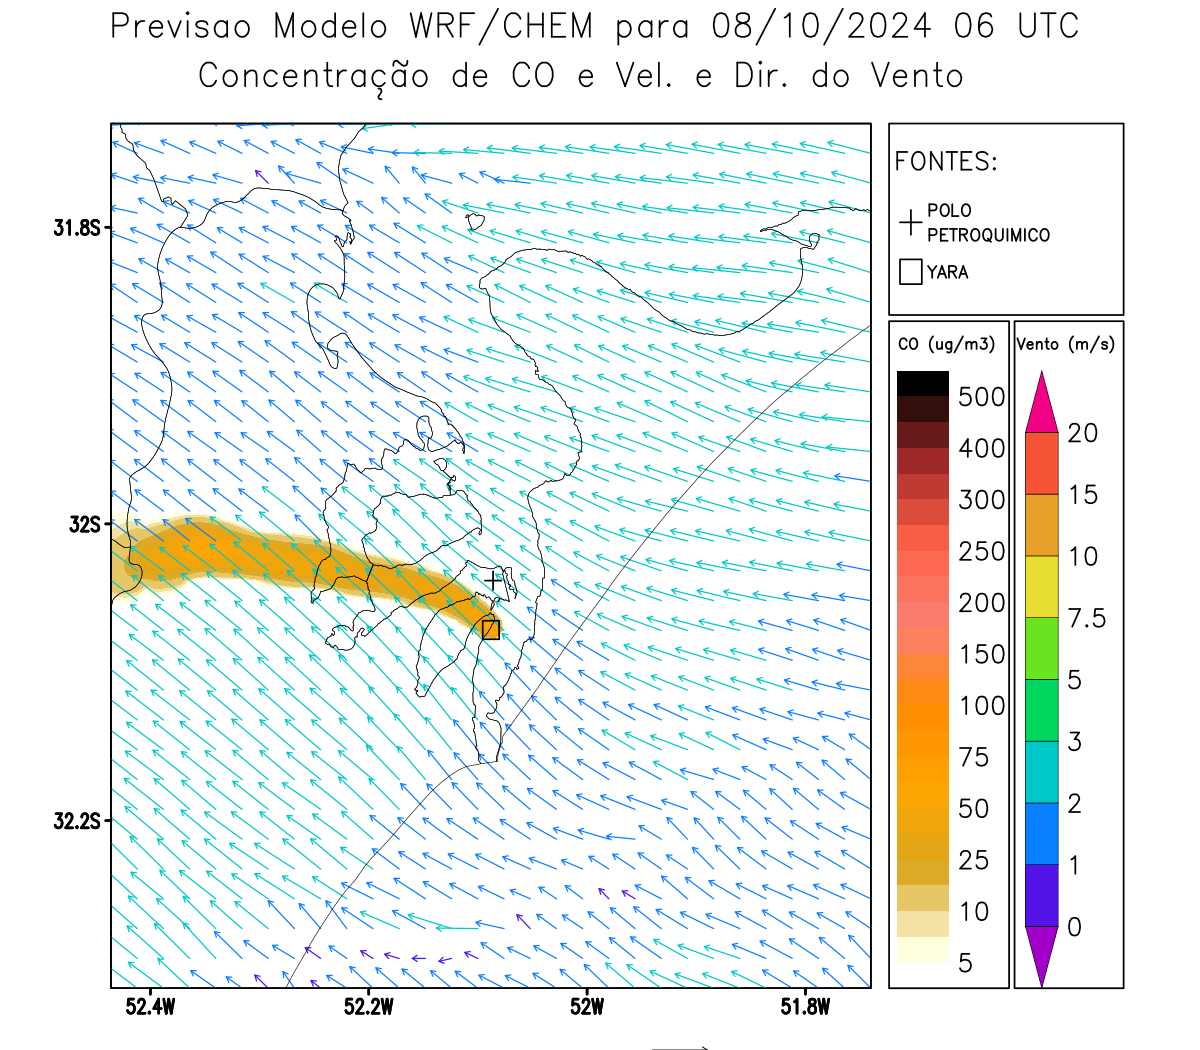 Previsao Modelo WRF/CHEM para 08/10/2024 06 UTC
Concentração de CO e Vel. e Dir. do Vento
FONTES:
POLO
PETROQUIMICO
YARA
CO (ug/m3)
500
400
300
250
200
150
100
75
50
25
10
5
Vento (m/s)
20
15
10
7.5
5
3
2
1
0
31.8S
32S
32.2S
52.4W
52.2W
52W
51.8W